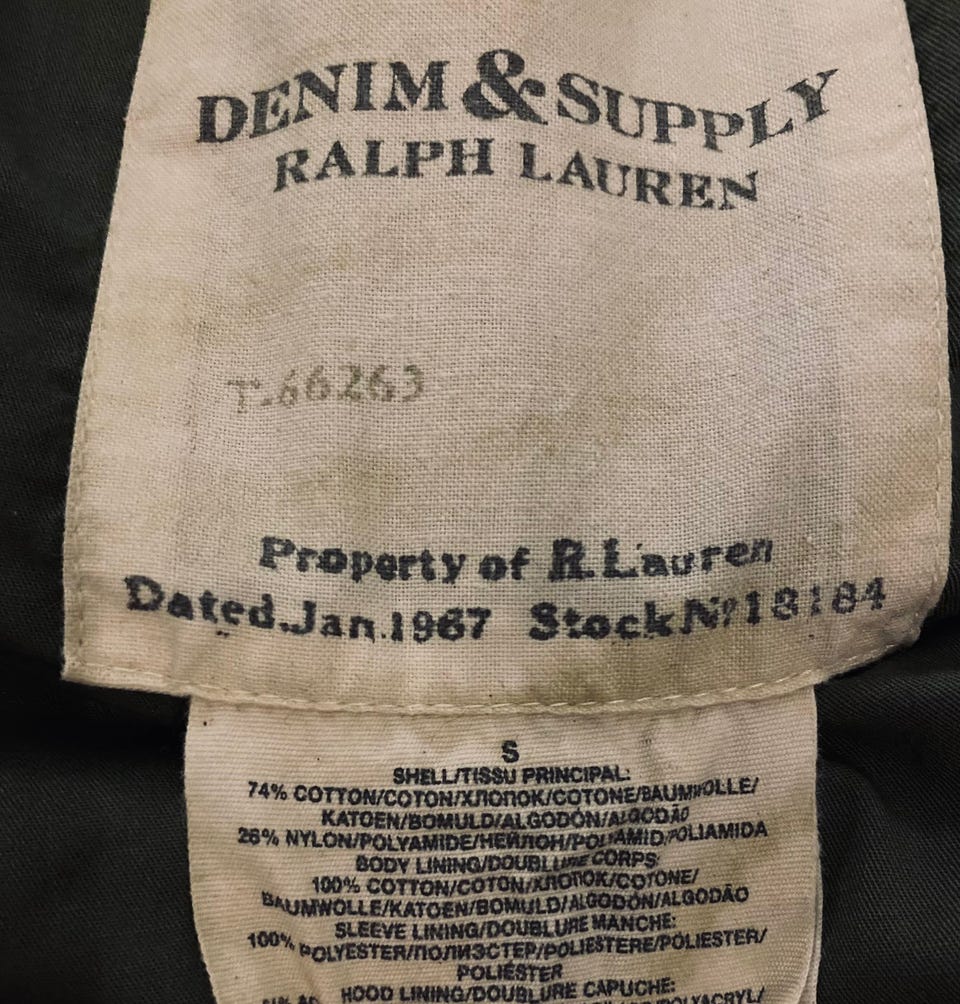 DENIM & SUPPLY
RALPH LAUREN
T.66263
Property of R.Lauren
Dated.Jan.1967 Stock Nº18184
S
SHELL/TISSU PRINCIPAL:
74% COTTON/COTON/ХЛОПОК/COTONE/BAUMWOLLE/
KATOEN/BOMULD/ALGODÓN/ALGODÃO
26% NYLON/POLYAMIDE/НЕЙЛОН/POLYAMID/POLIAMIDA
BODY LINING/DOUBLURE CORPS:
100% COTTON/COTON/ХЛОПОК/COTONE/
BAUMWOLLE/KATOEN/BOMULD/ALGODÓN/ALGODÃO
SLEEVE LINING/DOUBLURE MANCHE:
100% POLYESTER/ПОЛИЭСТЕР/POLIESTERE/POLIESTER/
POLIÉSTER
HOOD LINING/DOUBLURE CAPUCHE: